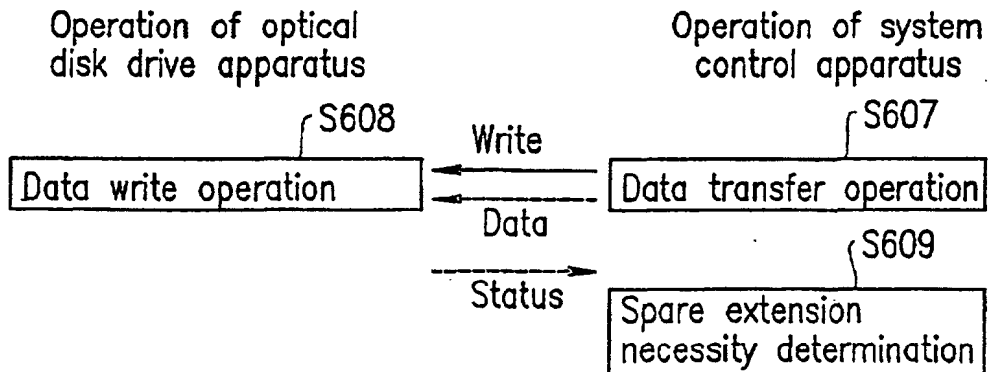 Operation of optical
disk drive apparatus
Operation of system
control apparatus
S608
S607
Write
Data write operation
Data transfer operation
Data
S609
Status
Spare extension
necessity determination